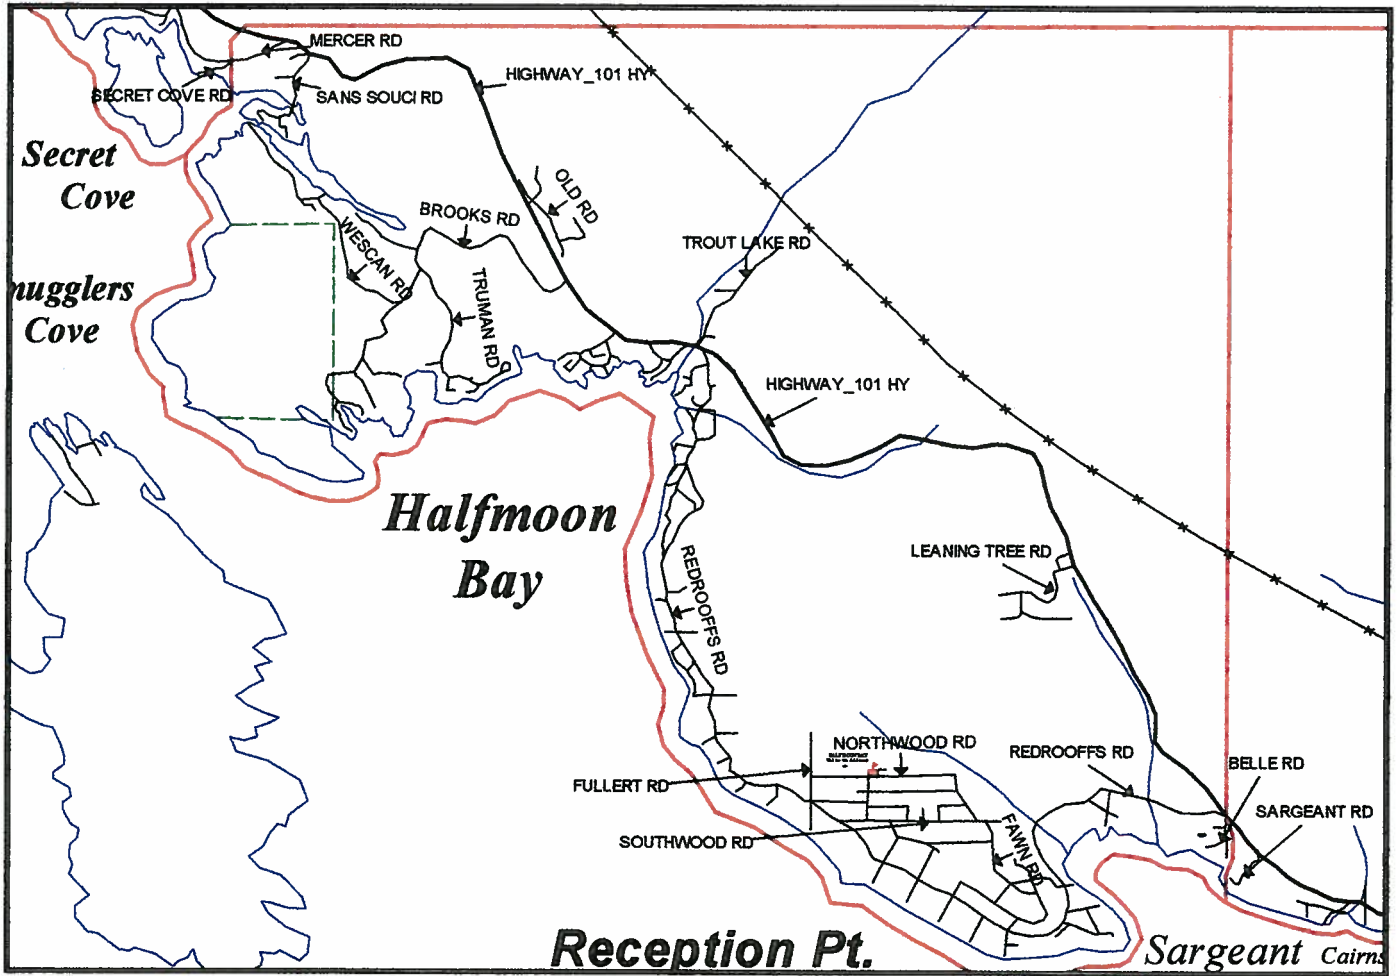 MERCER RD
HIGHWAY_101 HY
SECRET COVE RD
SANS SOUCI RD
Secret
Cove
OLD RD
BROOKS RD
WESCAN RD
TROUT LAKE RD
TRUMAN RD
nugglers
Cove
HIGHWAY_101 HY
Halfmoon
Bay
LEANING TREE RD
REDROOFFS RD
NORTHWOOD RD
REDROOFFS RD
BELLE RD
FULLERT RD
SARGEANT RD
SOUTHWOOD RD
FAWN RD
Reception Pt.
Sargeant
Cairns